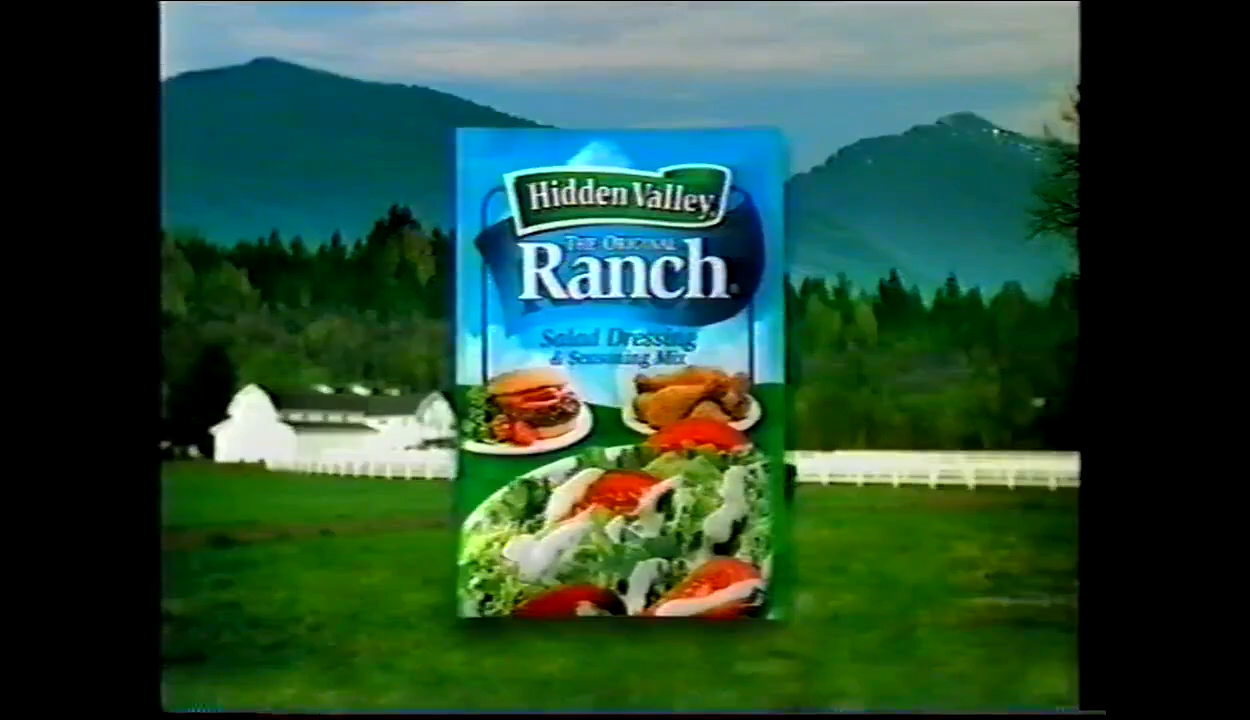 Hidden Valley®
THE ORIGINAL
Ranch®
Salad Dressing
& Seasoning Mix